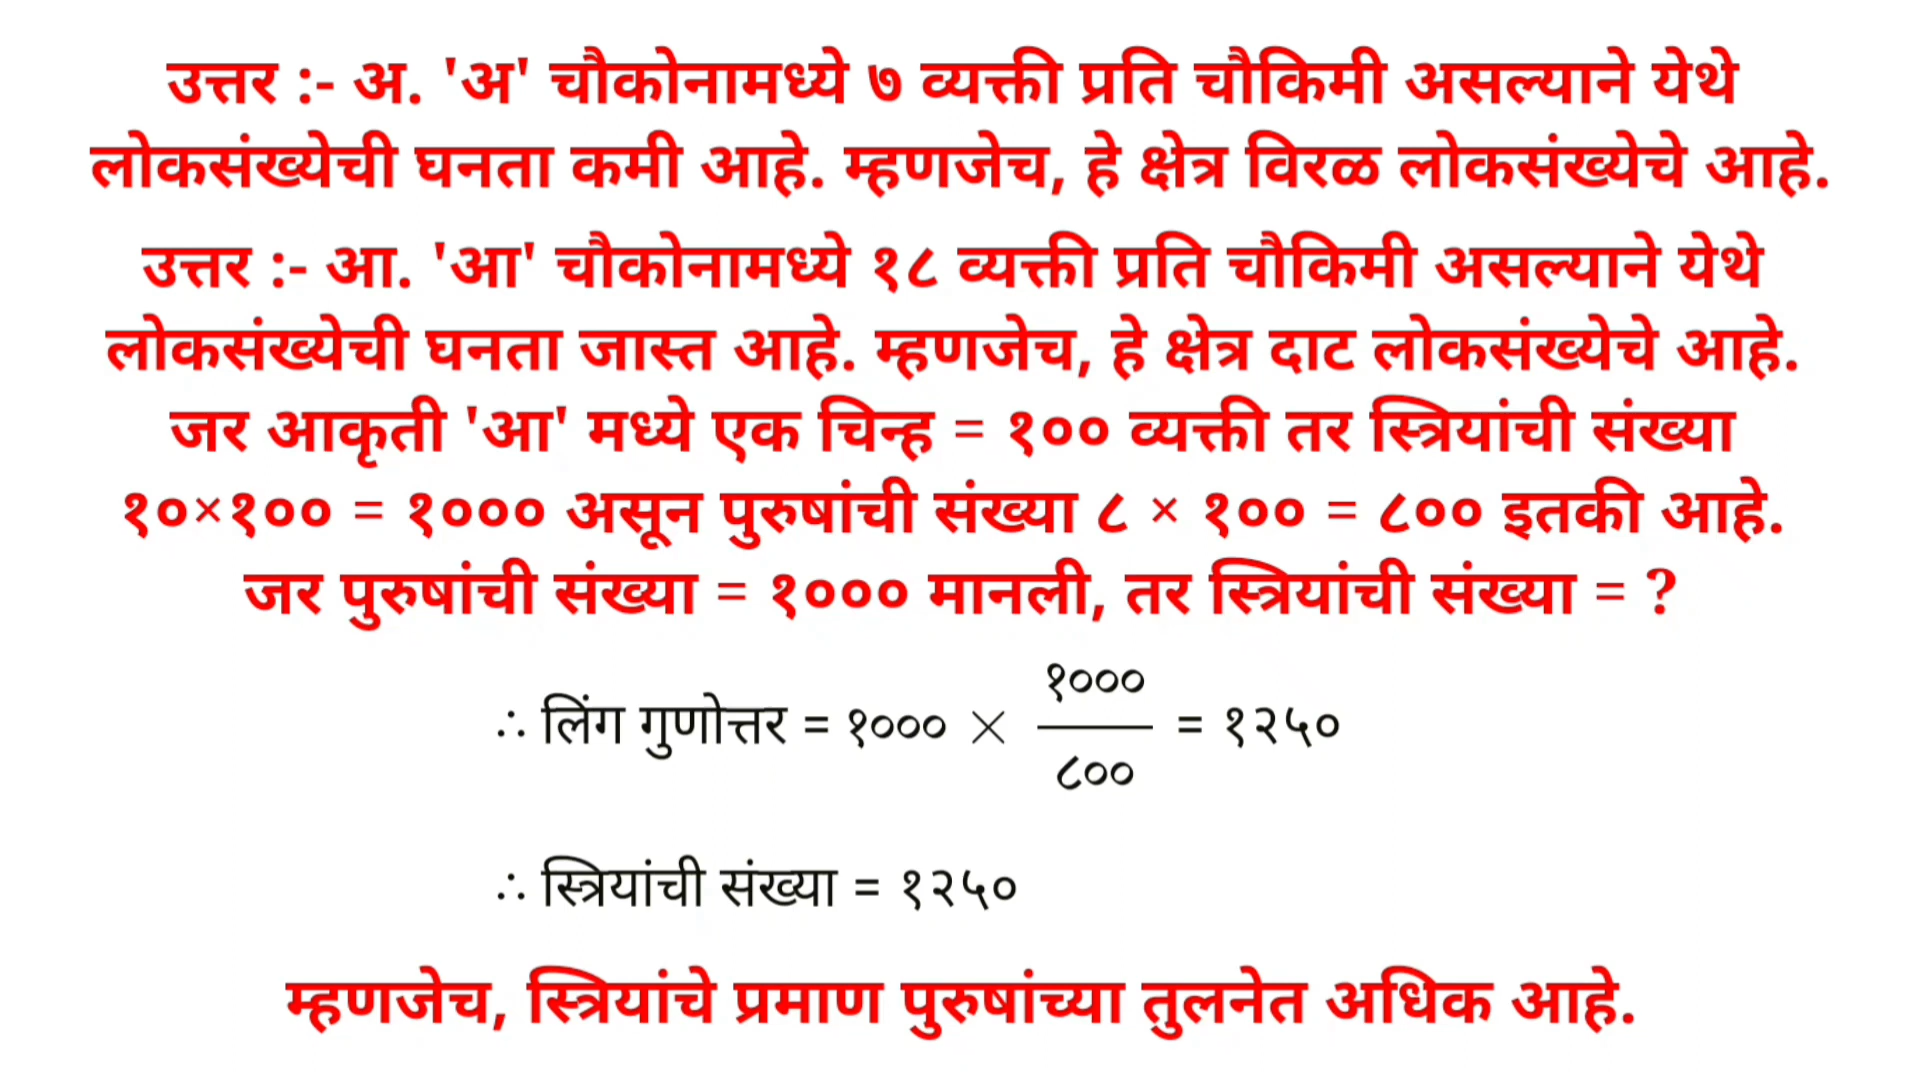 उत्तर :- अ. 'अ' चौकोनामध्ये ७ व्यक्ती प्रति चौकिमी असल्याने येथे
लोकसंख्येची घनता कमी आहे. म्हणजेच, हे क्षेत्र विरळ लोकसंख्येचे आहे.
उत्तर :- आ. 'आ' चौकोनामध्ये १८ व्यक्ती प्रति चौकिमी असल्याने येथे
लोकसंख्येची घनता जास्त आहे. म्हणजेच, हे क्षेत्र दाट लोकसंख्येचे आहे.
जर आकृती 'आ' मध्ये एक चिन्ह = १०० व्यक्ती तर स्त्रियांची संख्या
१०×१०० = १००० असून पुरुषांची संख्या ८ × १०० = ८०० इतकी आहे.
जर पुरुषांची संख्या = १००० मानली, तर स्त्रियांची संख्या = ?
∴ लिंग गुणोत्तर = १००० × १०००/८०० = १२५०
∴ स्त्रियांची संख्या = १२५०
म्हणजेच, स्त्रियांचे प्रमाण पुरुषांच्या तुलनेत अधिक आहे.